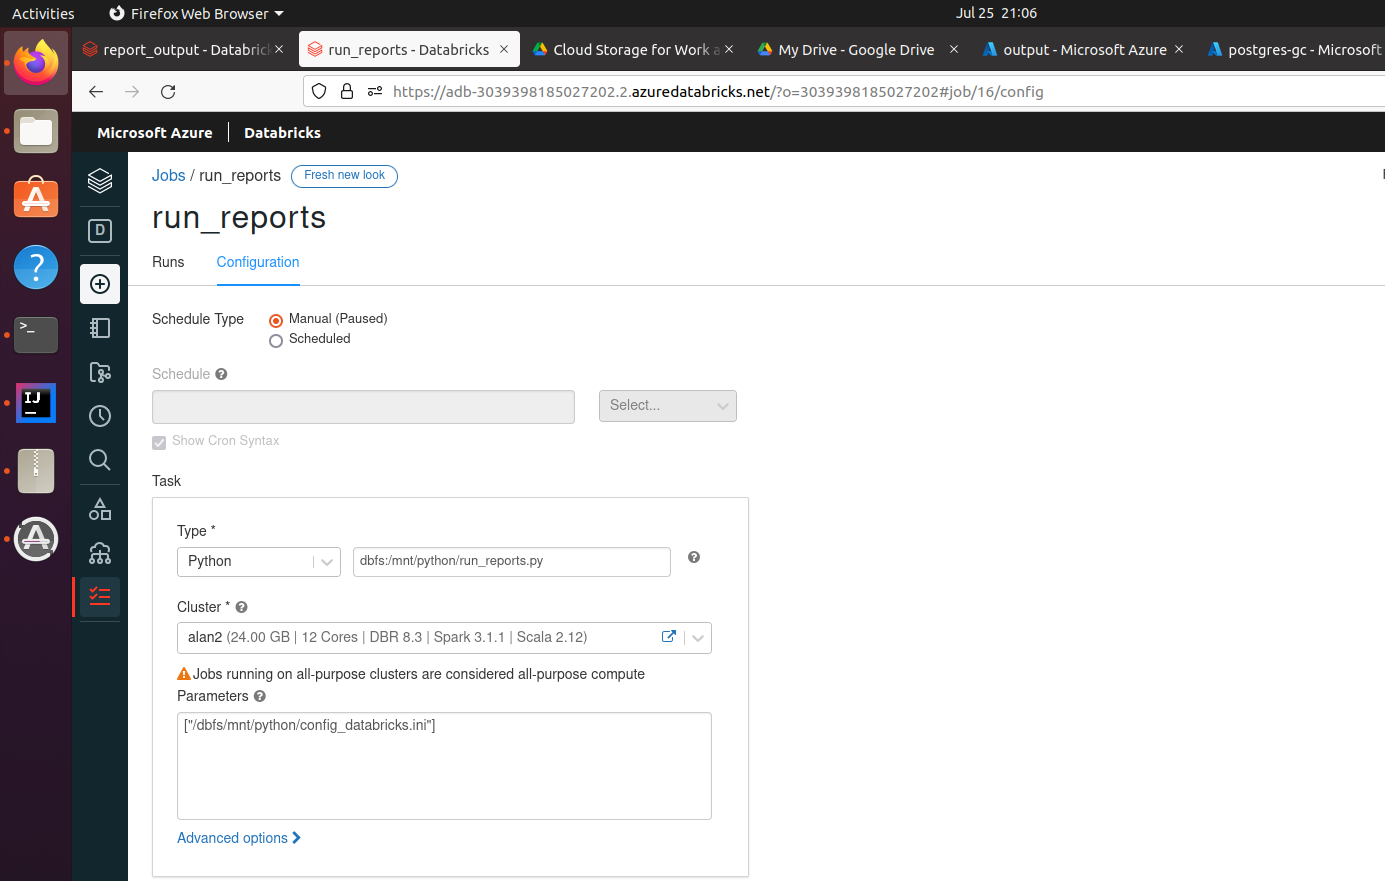 Activities Firefox Web Browser Jul 25 21:06
report_output - Databric run_reports - Databricks Cloud Storage for Work a My Drive - Google Drive output - Microsoft Azure postgres-gc - Microsoft
https://adb-3039398185027202.2.azuredatabricks.net/?o=3039398185027202#job/16/config
Microsoft Azure Databricks
Jobs / run_reports Fresh new look
run_reports
D
Runs Configuration
Schedule Type Manual (Paused)
Scheduled
Schedule
Select...
Show Cron Syntax
Task
Type *
Python dbfs:/mnt/python/run_reports.py
Cluster *
alan2 (24.00 GB | 12 Cores | DBR 8.3 | Spark 3.1.1 | Scala 2.12)
Jobs running on all-purpose clusters are considered all-purpose compute
Parameters
["/dbfs/mnt/python/config_databricks.ini"]
Advanced options